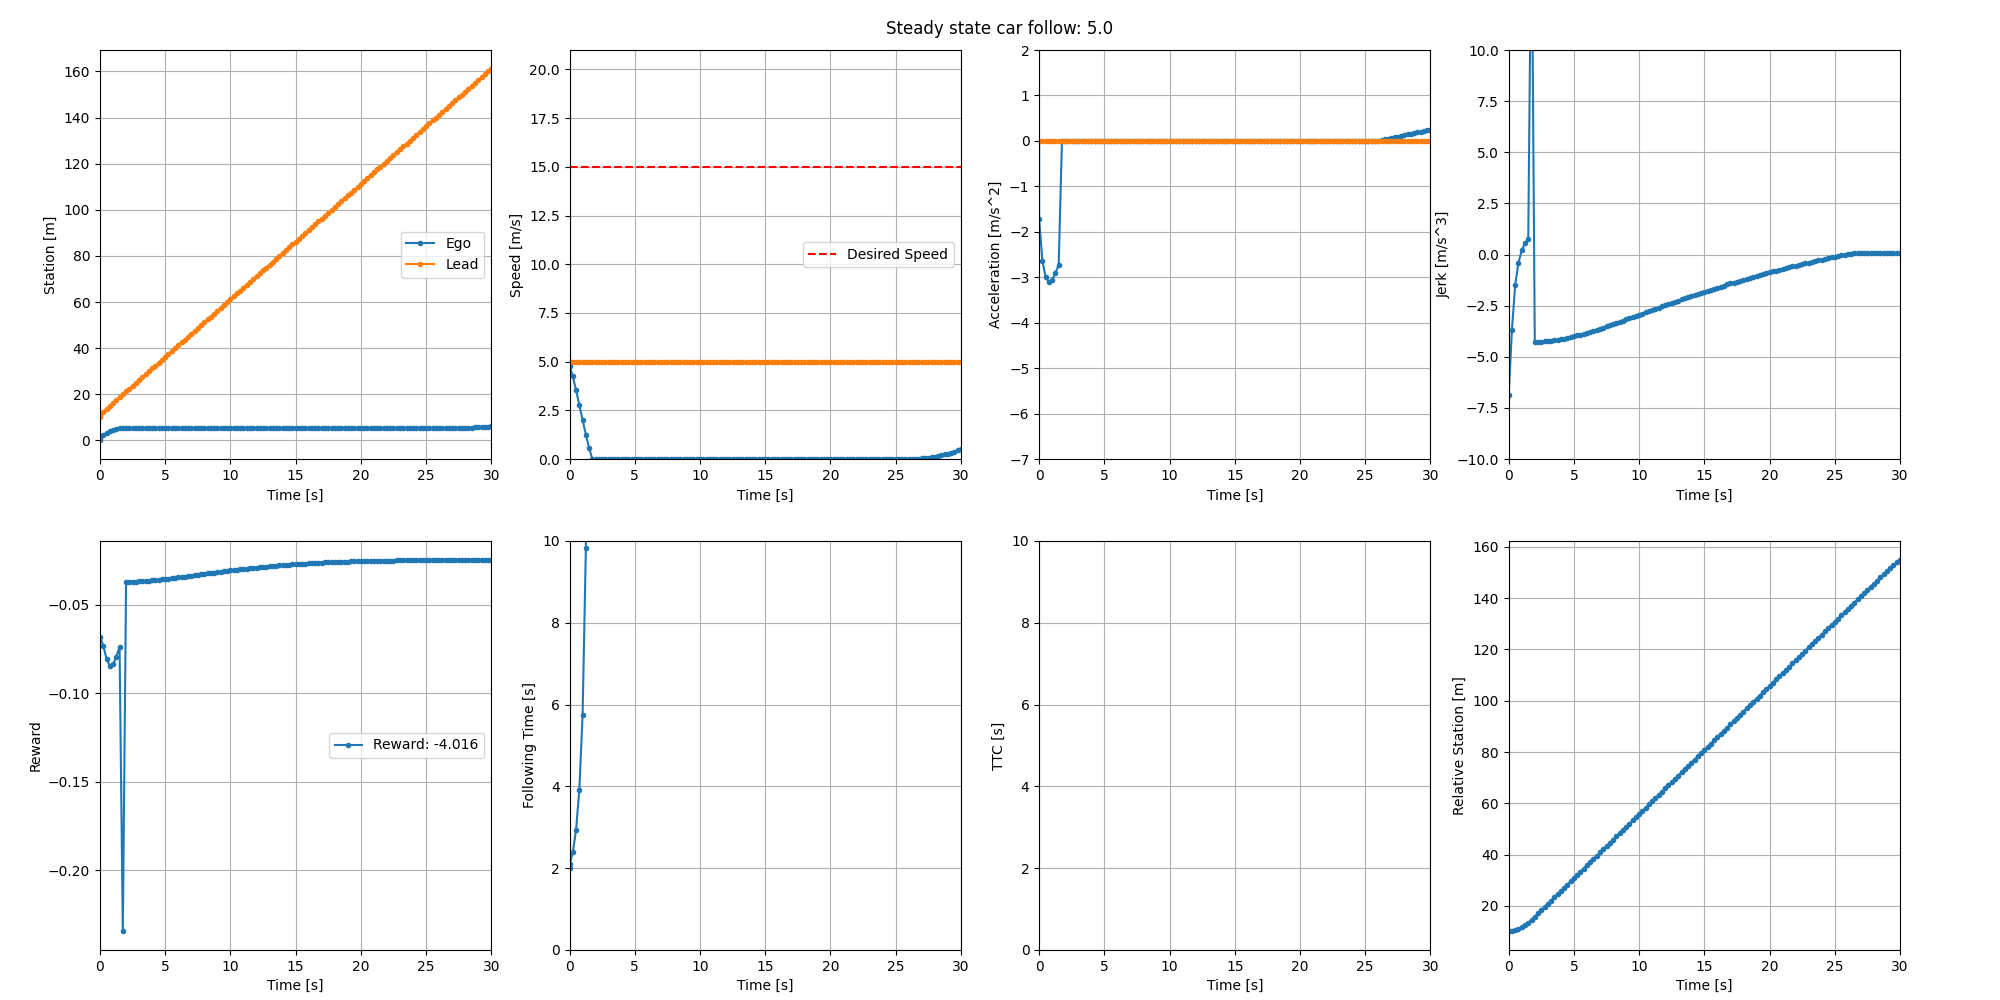 Steady state car follow: 5.0
Station [m]
160
140
120
100
80
60
40
20
0
Ego
Lead
0 5 10 15 20 25 30
Time [s]
Speed [m/s]
20.0
17.5
15.0
12.5
10.0
7.5
5.0
2.5
0.0
Desired Speed
0 5 10 15 20 25 30
Time [s]
Acceleration [m/s^2]
2
1
0
−1
−2
−3
−4
−5
−6
−7
0 5 10 15 20 25 30
Time [s]
Jerk [m/s^3]
10.0
7.5
5.0
2.5
0.0
−2.5
−5.0
−7.5
−10.0
0 5 10 15 20 25 30
Time [s]
Reward
−0.05
−0.10
−0.15
−0.20
Reward: -4.016
0 5 10 15 20 25 30
Time [s]
Following Time [s]
10
8
6
4
2
0
0 5 10 15 20 25 30
Time [s]
TTC [s]
10
8
6
4
2
0
0 5 10 15 20 25 30
Time [s]
Relative Station [m]
160
140
120
100
80
60
40
20
0 5 10 15 20 25 30
Time [s]